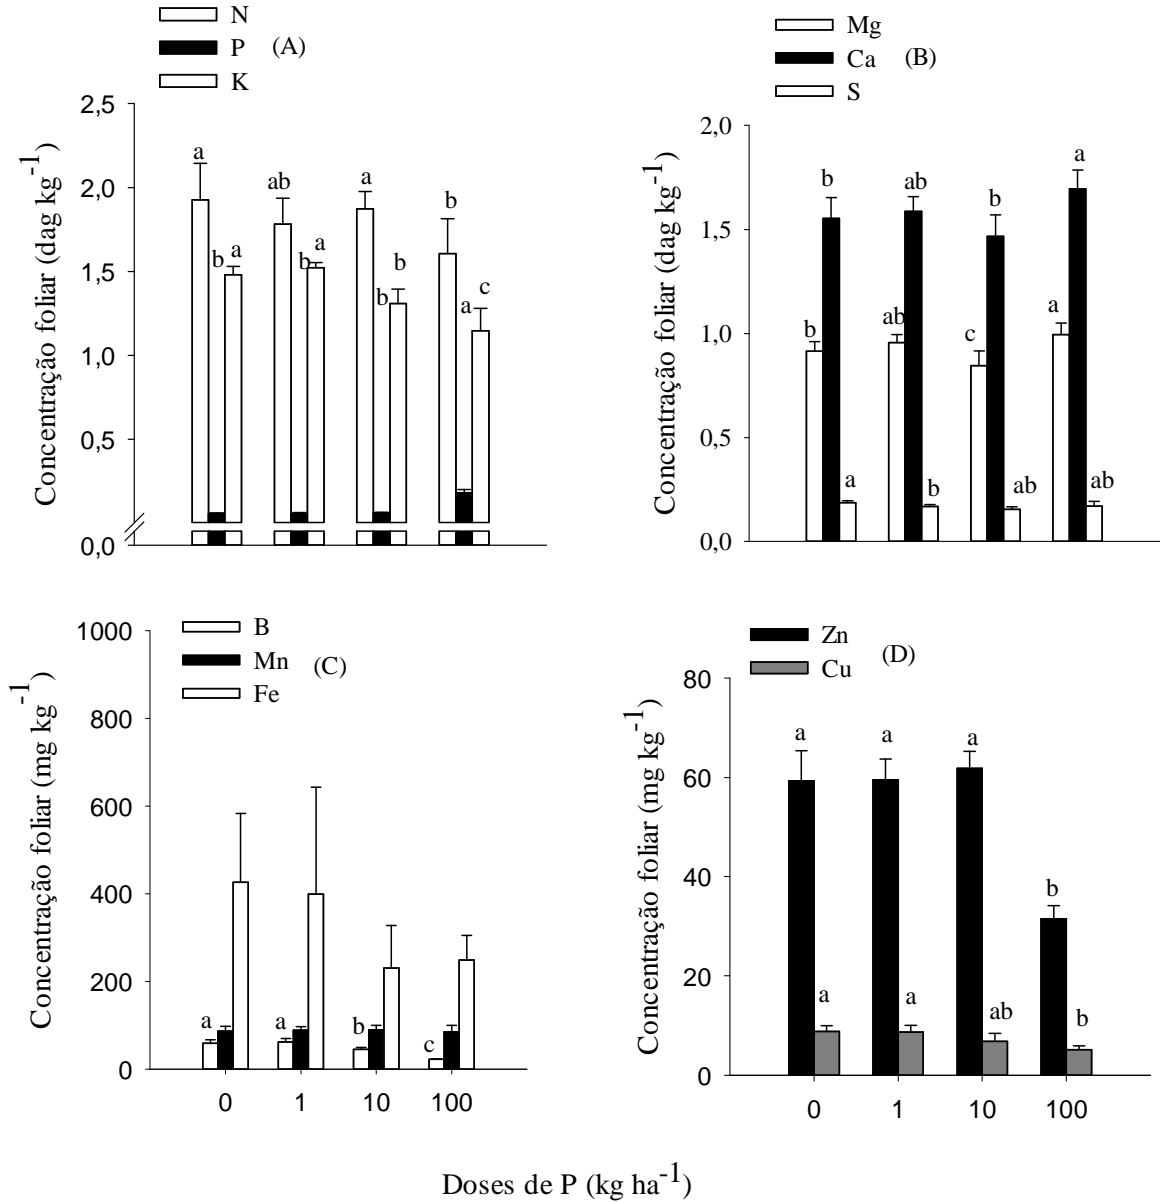 N
P (A)
K
Concentração foliar (dag kg-1)
2,5
2,0
1,5
1,0
0,5
0,0
a
b
a
ab
b
a
a
b
b
b
a
c
Mg
Ca (B)
S
Concentração foliar (dag kg-1)
2,0
1,5
1,0
0,5
0,0
b
b
a
ab
ab
b
c
b
ab
a
a
ab
B
Mn (C)
Fe
Concentração foliar (mg kg-1)
1000
800
600
400
200
0
a
a
b
c
0 1 10 100
Zn
Cu (D)
Concentração foliar (mg kg-1)
80
60
40
20
0
a
a
a
a
a
ab
b
b
0 1 10 100
Doses de P (kg ha-1)